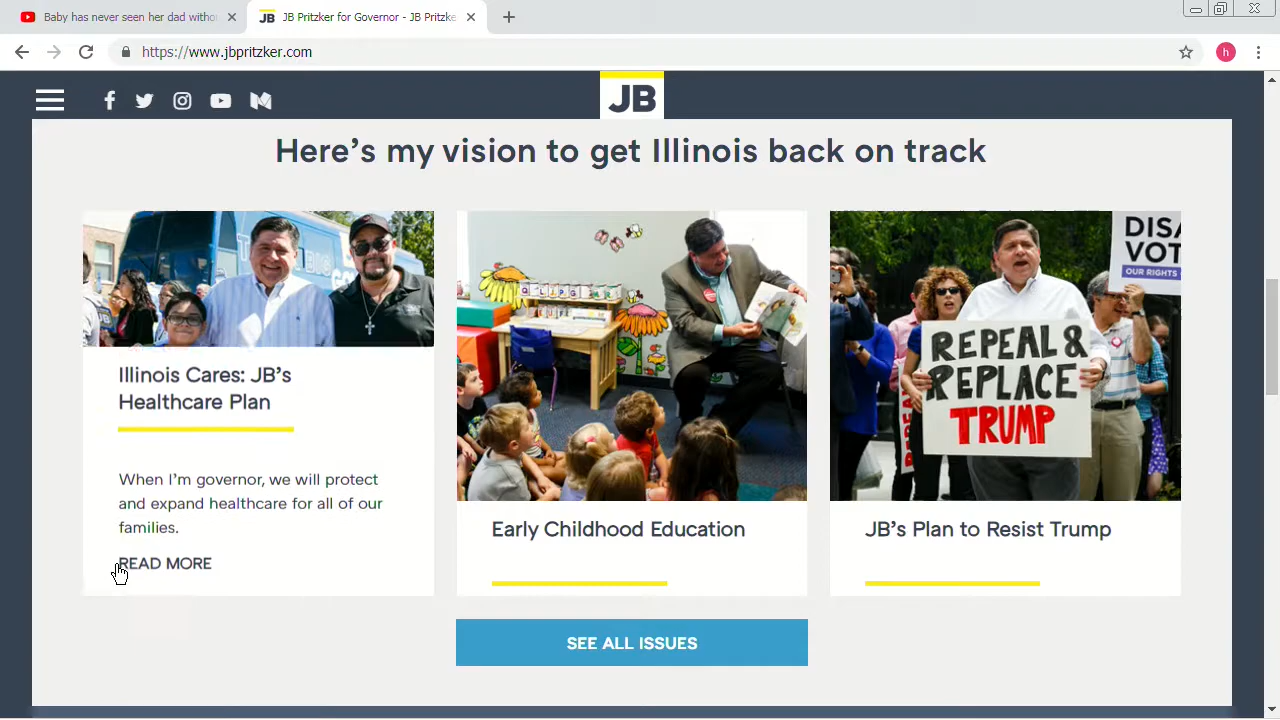 Baby has never seen her dad witho
JB Pritzker for Governor - JB Pritzke
https://www.jbpritzker.com
h
JB
Here's my vision to get Illinois back on track
DISA
VOT
OUR RIGHTS
REPEAL &
REPLACE
TRUMP
Illinois Cares: JB's
Healthcare Plan
When I'm governor, we will protect
and expand healthcare for all of our
families.
READ MORE
Early Childhood Education
JB's Plan to Resist Trump
SEE ALL ISSUES